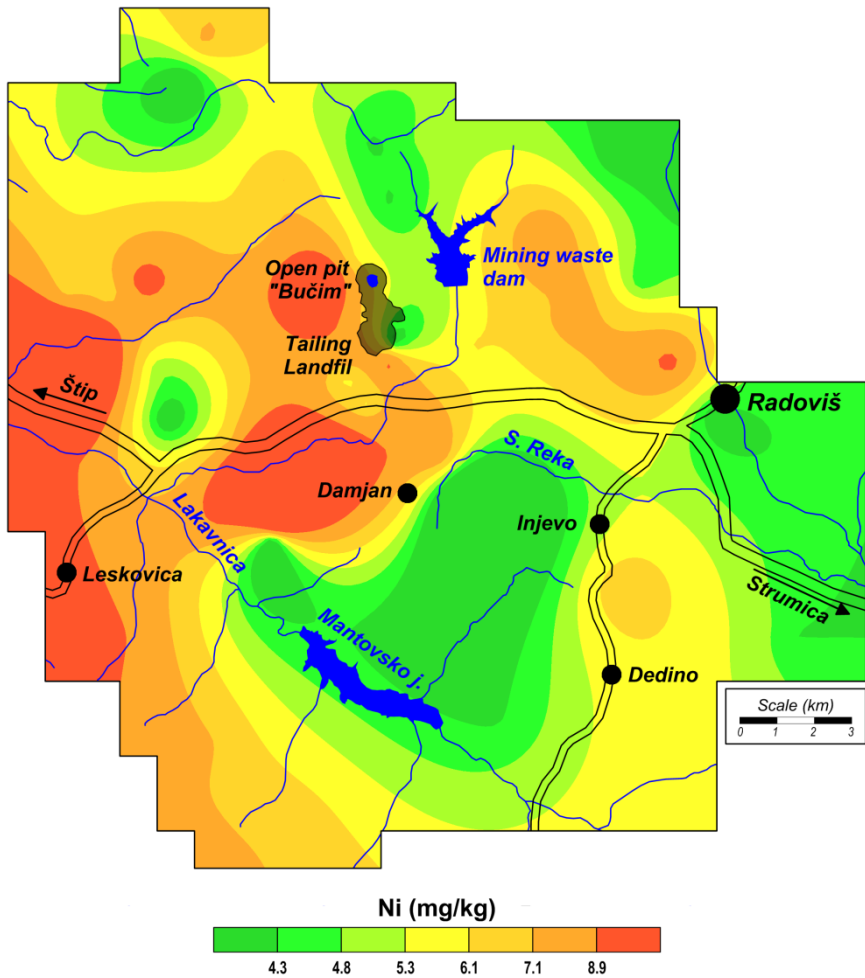 Open pit
"Bučim"
Mining waste
dam
Tailing
Landfil
Štip
Radoviš
S. Reka
Damjan
Injevo
Lakavnica
Leskovica
Strumica
Mantovsko j.
Dedino
Scale (km)
0 1 2 3
Ni (mg/kg)
4.3 4.8 5.3 6.1 7.1 8.9